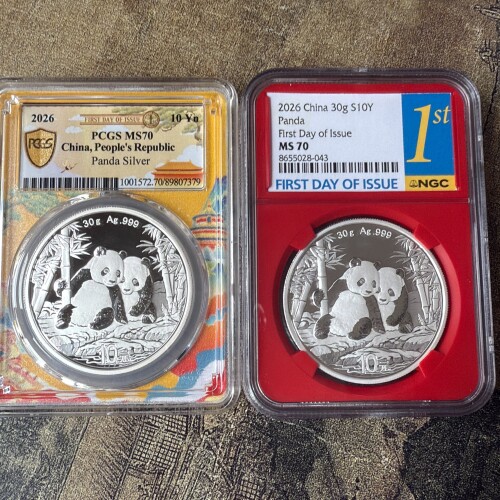 2026
FIRST DAY OF ISSUE
10 Yn
PCGS
PCGS MS70
China, People's Republic
Panda Silver
1001572.70/89807379
30g Ag.999
10元
2026 China 30g S10Y
Panda
First Day of Issue
MS 70
8655028-043
1st
FIRST DAY OF ISSUE
NGC
30g Ag.999
10元